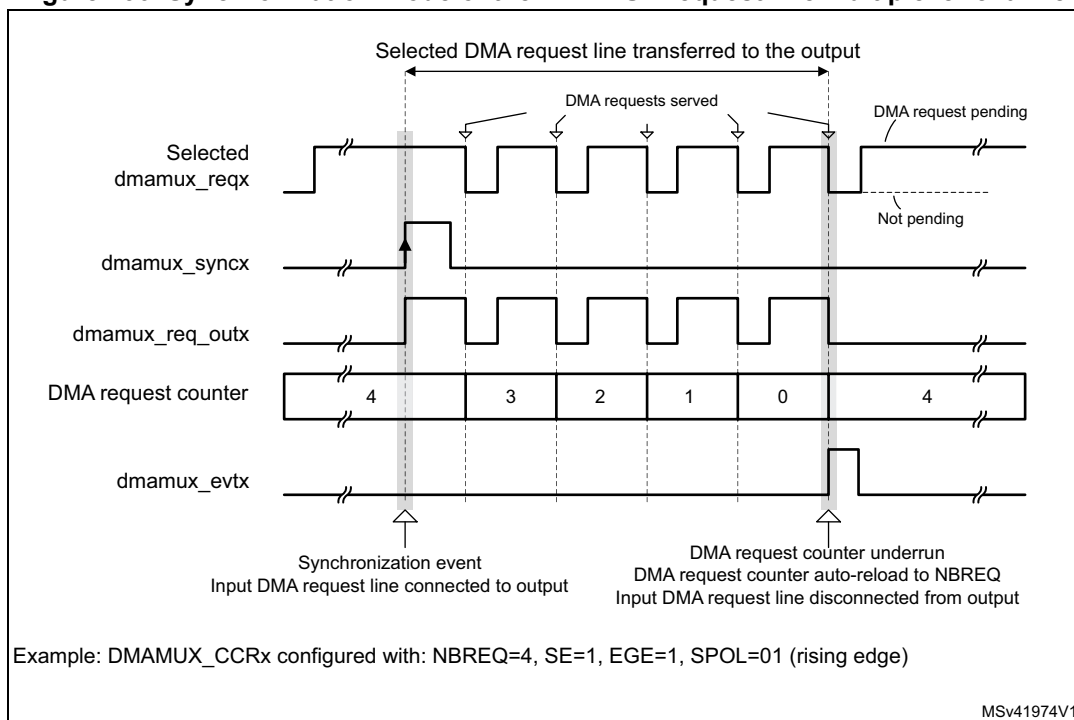 Selected DMA request line transferred to the output
DMA requests served
DMA request pending
Selected
dmamux_reqx
Not pending
dmamux_syncx
dmamux_req_outx
DMA request counter
4 3 2 1 0 4
dmamux_evtx
Synchronization event
Input DMA request line connected to output
DMA request counter underrun
DMA request counter auto-reload to NBREQ
Input DMA request line disconnected from output
Example: DMAMUX_CCRx configured with: NBREQ=4, SE=1, EGE=1, SPOL=01 (rising edge)
MSv41974V1